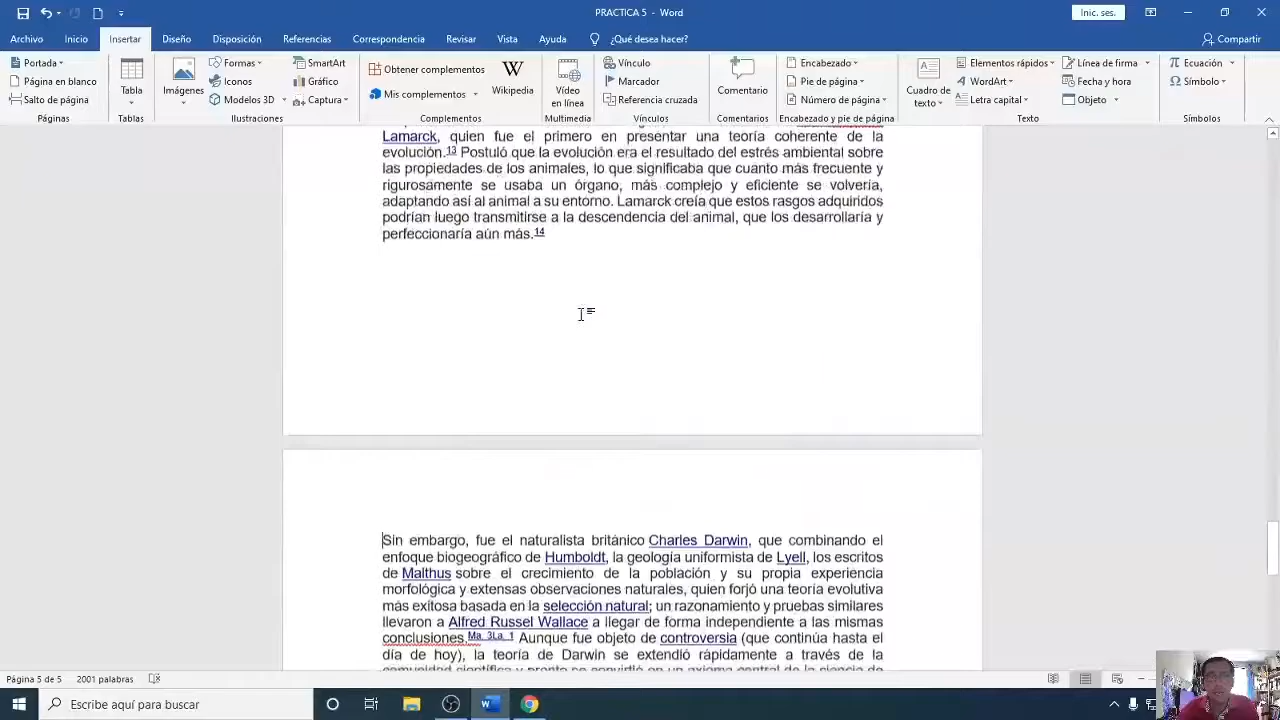 PRACTICA 5 - Word
Inic. ses.
Archivo Inicio Insertar Diseño Disposición Referencias Correspondencia Revisar Vista Ayuda ¿Qué desea hacer? Compartir
Portada
Página en blanco
Salto de página
Páginas
Tabla
Tablas
Imágenes
Formas
Iconos
Modelos 3D
SmartArt
Gráfico
Captura
Ilustraciones
Obtener complementos
Mis complementos
Wikipedia
Complementos
Vídeo
en línea
Multimedia
Vínculo
Marcador
Referencia cruzada
Vínculos
Comentario
Comentarios
Encabezado
Pie de página
Número de página
Encabezado y pie de página
Cuadro de
texto
Elementos rápidos
WordArt
Letra capital
Línea de firma
Fecha y hora
Objeto
Texto
Ecuación
Símbolo
Símbolos
Lamarck, quien fue el primero en presentar una teoría coherente de la
evolución.13 Postuló que la evolución era el resultado del estrés ambiental sobre
las propiedades de los animales, lo que significaba que cuanto más frecuente y
rigurosamente se usaba un órgano, más complejo y eficiente se volvería,
adaptando así al animal a su entorno. Lamarck creía que estos rasgos adquiridos
podrían luego transmitirse a la descendencia del animal, que los desarrollaría y
perfeccionaría aún más.14
Sin embargo, fue el naturalista británico Charles Darwin, que combinando el
enfoque biogeográfico de Humboldt, la geología uniformista de Lyell, los escritos
de Malthus sobre el crecimiento de la población y su propia experiencia
morfológica y extensas observaciones naturales, quien forjó una teoría evolutiva
más exitosa basada en la selección natural; un razonamiento y pruebas similares
llevaron a Alfred Russel Wallace a llegar de forma independiente a las mismas
conclusiones.Ma. 3La. 1 Aunque fue objeto de controversia (que continúa hasta el
día de hoy), la teoría de Darwin se extendió rápidamente a través de la
comunidad científica y pronto se convirtió en un axioma central de la ciencia de
Página 5 de 5 2001 palabras
Escribe aquí para buscar